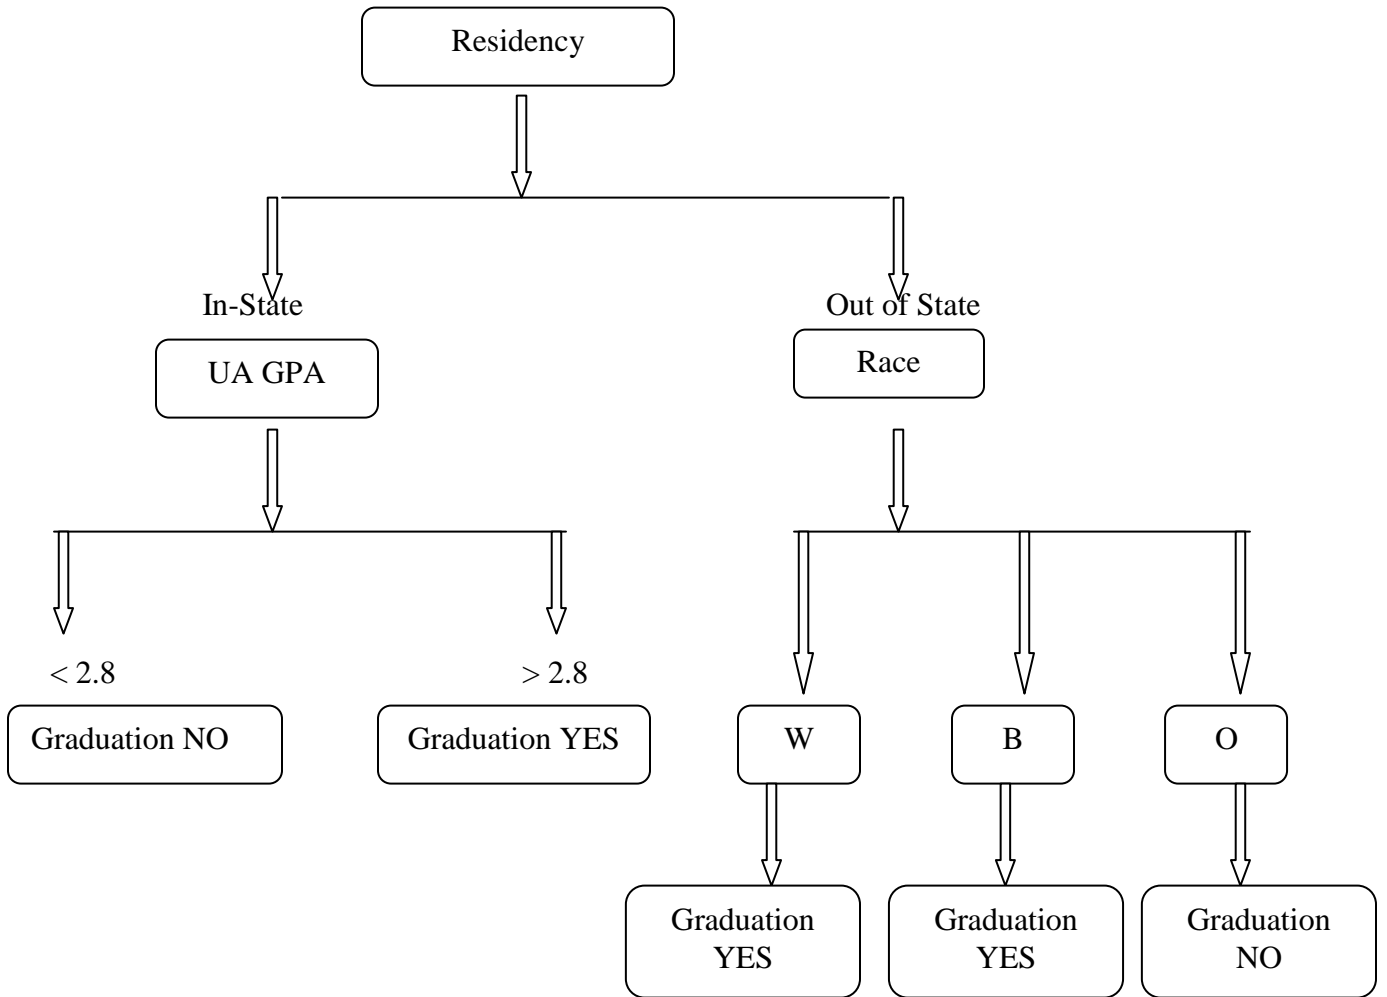 Residency
In-State
Out of State
UA GPA
Race
< 2.8
> 2.8
Graduation NO
Graduation YES
W
B
O
Graduation
YES
Graduation
YES
Graduation
NO